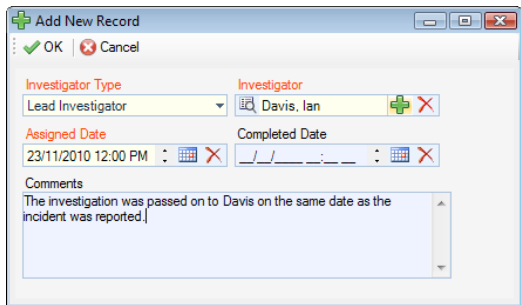 Add New Record
OK Cancel
Investigator Type Investigator
Lead Investigator Davis, Ian
Assigned Date Completed Date
23/11/2010 12:00 PM __/__/____ __:__ __
Comments
The investigation was passed on to Davis on the same date as the
incident was reported.